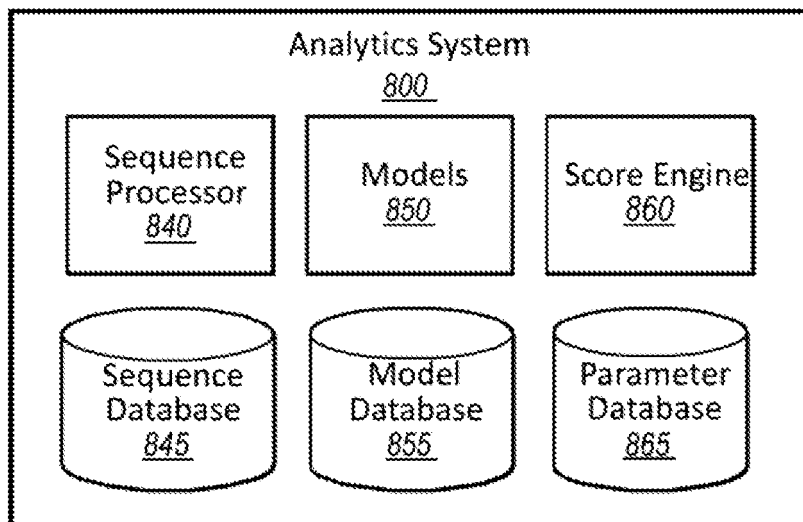 Analytics System
800
Sequence
Processor
840
Models
850
Score Engine
860
Sequence
Database
845
Model
Database
855
Parameter
Database
865